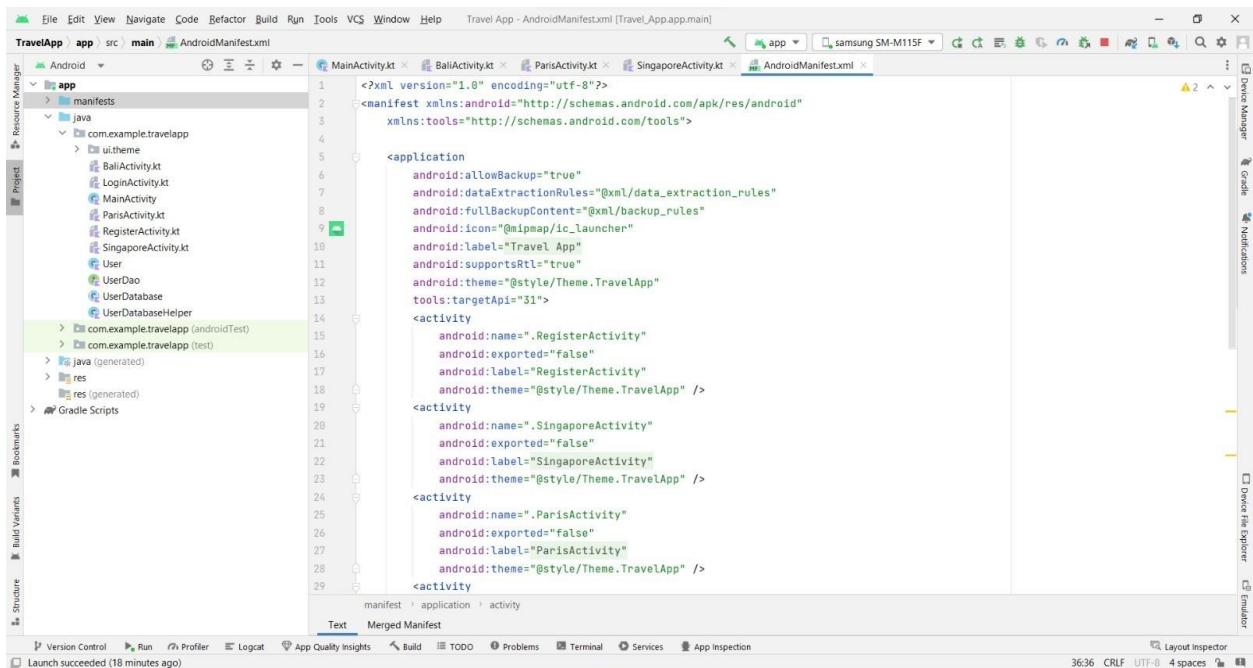 File Edit View Navigate Code Refactor Build Run Tools VCS Window Help Travel App - AndroidManifest.xml [Travel_App.app.main]
TravelApp app src main AndroidManifest.xml app samsung SM-M115F
Android
MainActivity.kt BaliActivity.kt ParisActivity.kt SingaporeActivity.kt AndroidManifest.xml
Resource Manager
Project
Bookmarks
Build Variants
Structure
app
manifests
java
com.example.travelapp
ui.theme
BaliActivity.kt
LoginActivity.kt
MainActivity
ParisActivity.kt
RegisterActivity.kt
SingaporeActivity.kt
User
UserDao
UserDatabase
UserDatabaseHelper
com.example.travelapp (androidTest)
com.example.travelapp (test)
java (generated)
res
res (generated)
Gradle Scripts
1 <?xml version="1.0" encoding="utf-8"?>
2 <manifest xmlns:android="http://schemas.android.com/apk/res/android"
3 xmlns:tools="http://schemas.android.com/tools">
4
5 <application
6 android:allowBackup="true"
7 android:dataExtractionRules="@xml/data_extraction_rules"
8 android:fullBackupContent="@xml/backup_rules"
9 android:icon="@mipmap/ic_launcher"
10 android:label="Travel App"
11 android:supportsRtl="true"
12 android:theme="@style/Theme.TravelApp"
13 tools:targetApi="31">
14 <activity
15 android:name=".RegisterActivity"
16 android:exported="false"
17 android:label="RegisterActivity"
18 android:theme="@style/Theme.TravelApp" />
19 <activity
20 android:name=".SingaporeActivity"
21 android:exported="false"
22 android:label="SingaporeActivity"
23 android:theme="@style/Theme.TravelApp" />
24 <activity
25 android:name=".ParisActivity"
26 android:exported="false"
27 android:label="ParisActivity"
28 android:theme="@style/Theme.TravelApp" />
29 <activity
2
Device Manager
Gradle
Notifications
Device File Explorer
Emulator
manifest application activity
Text Merged Manifest
Version Control Run Profiler Logcat App Quality Insights Build TODO Problems Terminal Services App Inspection Layout Inspector
Launch succeeded (18 minutes ago) 36:36 CRLF UTF-8 4 spaces